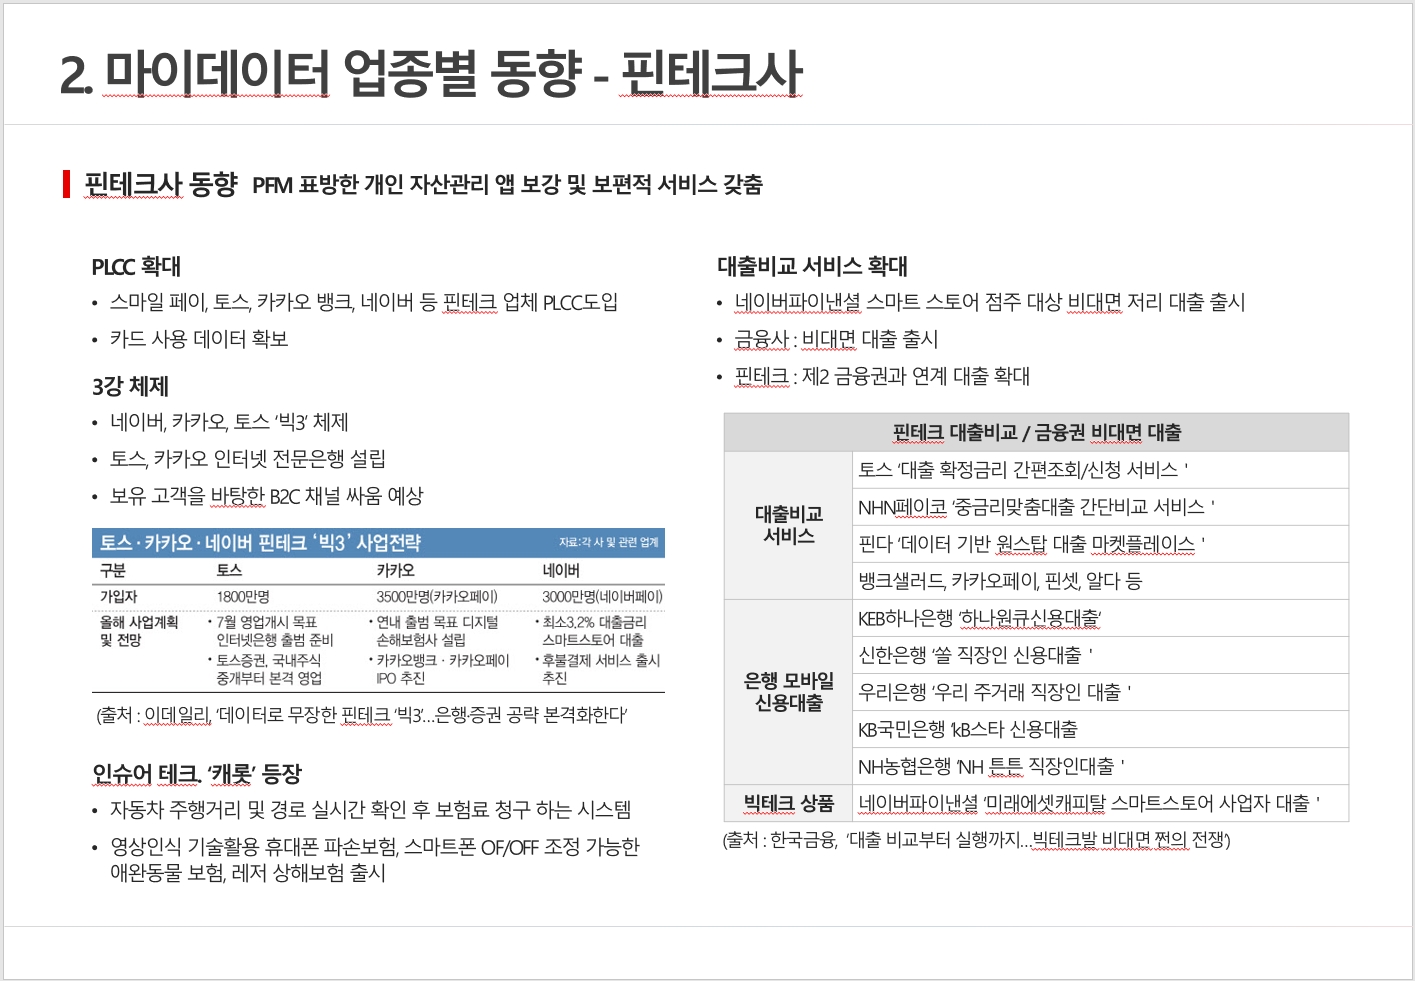 2. 마이데이터 업종별 동향 - 핀테크사
핀테크사 동향 PFM 표방한 개인 자산관리 앱 보강 및 보편적 서비스 갖춤
PLCC 확대
• 스마일 페이, 토스, 카카오 뱅크, 네이버 등 핀테크 업체 PLCC도입
• 카드 사용 데이터 확보
3강 체제
• 네이버, 카카오, 토스 ‘빅3’ 체제
• 토스, 카카오 인터넷 전문은행 설립
• 보유 고객을 바탕한 B2C 채널 싸움 예상
토스·카카오·네이버 핀테크 ‘빅3’ 사업전략 자료:각 사 및 관련 업계
구분 토스 카카오 네이버
가입자 1800만명 3500만명(카카오페이) 3000만명(네이버페이)
올해 사업계획 • 7월 영업개시 목표 • 연내 출범 목표 디지털 • 최소3.2% 대출금리
및 전망 인터넷은행 출범 준비 손해보험사 설립 스마트스토어 대출
• 토스증권, 국내주식 • 카카오뱅크 · 카카오페이 • 후불결제 서비스 출시
중개부터 본격 영업 IPO 추진 추진
(출처 : 이데일리, ‘데이터로 무장한 핀테크 ‘빅3’…은행·증권 공략 본격화한다’
인슈어 테크. ‘캐롯’ 등장
• 자동차 주행거리 및 경로 실시간 확인 후 보험료 청구 하는 시스템
• 영상인식 기술활용 휴대폰 파손보험, 스마트폰 OF/OFF 조정 가능한
애완동물 보험, 레저 상해보험 출시
대출비교 서비스 확대
• 네이버파이낸셜 스마트 스토어 점주 대상 비대면 저리 대출 출시
• 금융사 : 비대면 대출 출시
• 핀테크 : 제2 금융권과 연계 대출 확대
핀테크 대출비교 / 금융권 비대면 대출
대출비교
서비스
토스 ‘대출 확정금리 간편조회/신청 서비스 '
NHN페이코 ‘중금리맞춤대출 간단비교 서비스 '
핀다 ‘데이터 기반 원스탑 대출 마켓플레이스 '
뱅크샐러드, 카카오페이, 핀셋, 알다 등
은행 모바일
신용대출
KEB하나은행 ‘하나원큐신용대출‘
신한은행 ‘쏠 직장인 신용대출 '
우리은행 ‘우리 주거래 직장인 대출 '
KB국민은행 ‘kB스타 신용대출
NH농협은행 ‘NH 튼튼 직장인대출 '
빅테크 상품 네이버파이낸셜 ‘미래에셋캐피탈 스마트스토어 사업자 대출 '
(출처 : 한국금융, ‘대출 비교부터 실행까지…빅테크발 비대면 쩐의 전쟁’)